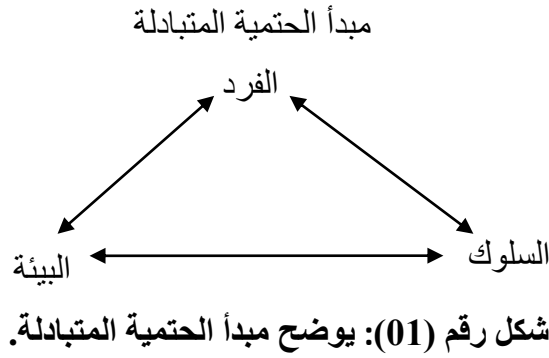 مبدأ الحتمية المتبادلة
الفرد
السلوك
البيئة
شكل رقم (01): يوضح مبدأ الحتمية المتبادلة.